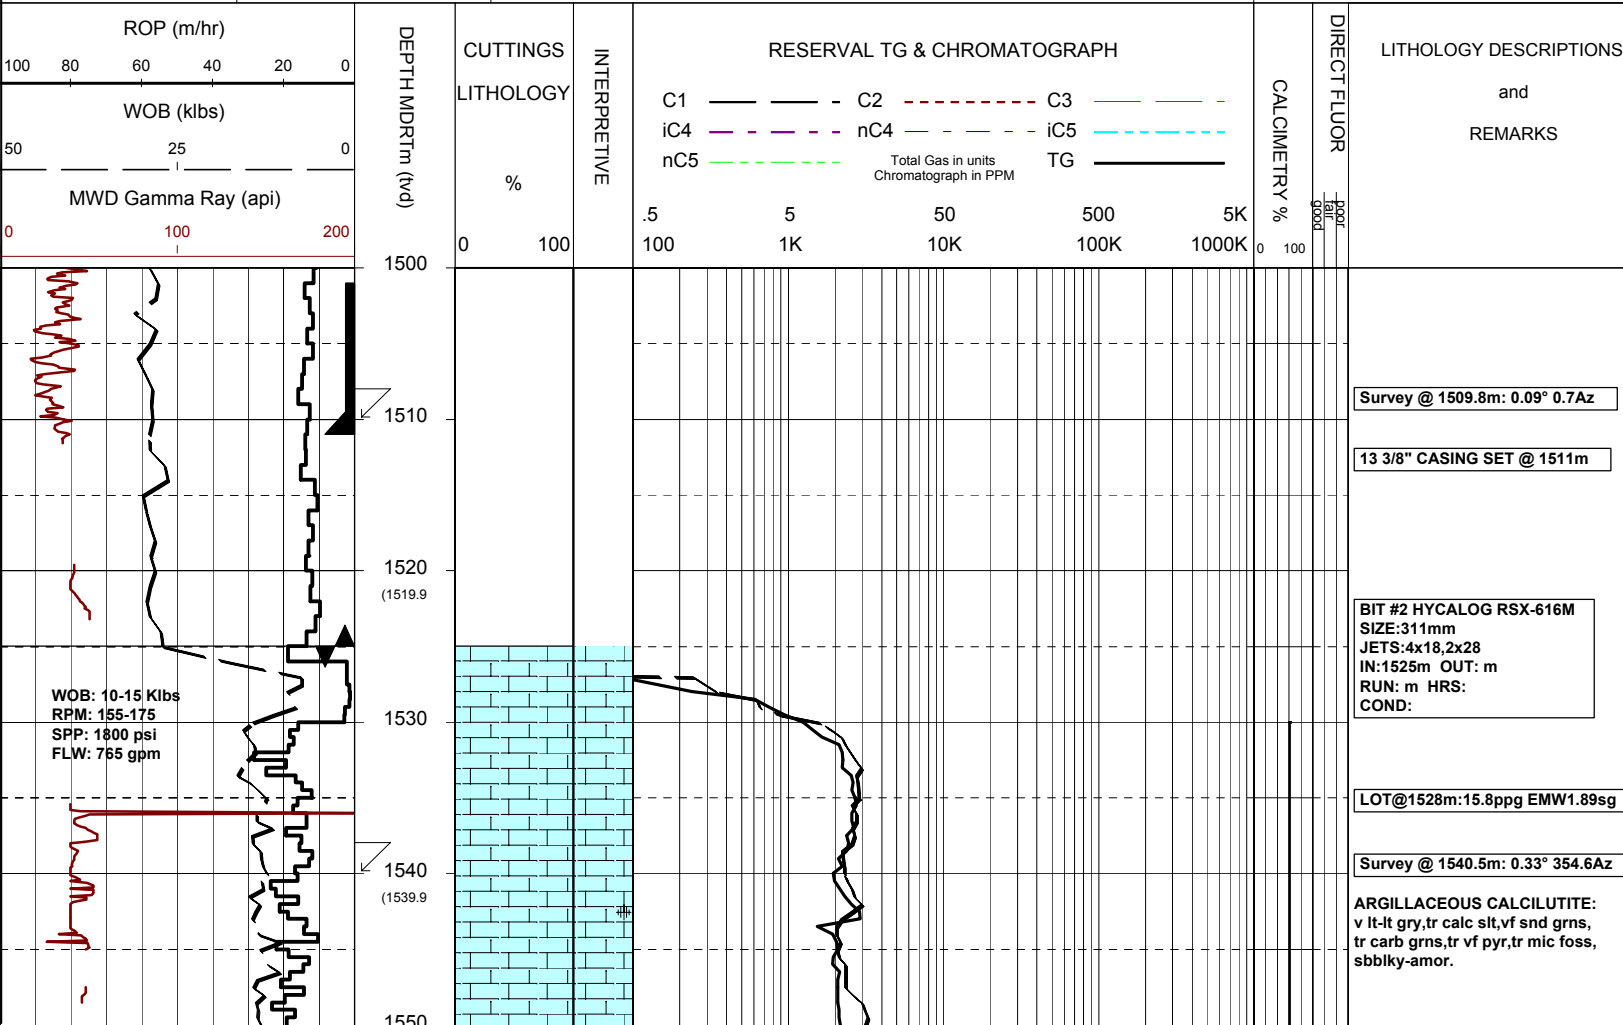 ROP (m/hr)
100 80 60 40 20 0
WOB (klbs)
50 25 0
MWD Gamma Ray (api)
0 100 200
DEPTH MDRTm (tvd)
CUTTINGS
LITHOLOGY
%
0 100
INTERPRETIVE
RESERVAL TG & CHROMATOGRAPH
C1 C2 C3
iC4 nC4 iC5
nC5 Total Gas in units TG
Chromatograph in PPM
.5 5 50 500 5K
100 1K 10K 100K 1000K
CALCIMETRY %
0 100
DIRECT FLUOR
good
fair
poor
LITHOLOGY DESCRIPTIONS
and
REMARKS
1500
1510
1520
(1519.9
1530
1540
(1539.9
1550
WOB: 10-15 Klbs
RPM: 155-175
SPP: 1800 psi
FLW: 765 gpm
Survey @ 1509.8m: 0.09° 0.7Az
13 3/8" CASING SET @ 1511m
BIT #2 HYCALOG RSX-616M
SIZE:311mm
JETS:4x18,2x28
IN:1525m OUT: m
RUN: m HRS:
COND:
LOT@1528m:15.8ppg EMW1.89sg
Survey @ 1540.5m: 0.33° 354.6Az
ARGILLACEOUS CALCILUTITE:
v lt-lt gry,tr calc slt,vf snd grns,
tr carb grns,tr vf pyr,tr mic foss,
sbblky-amor.